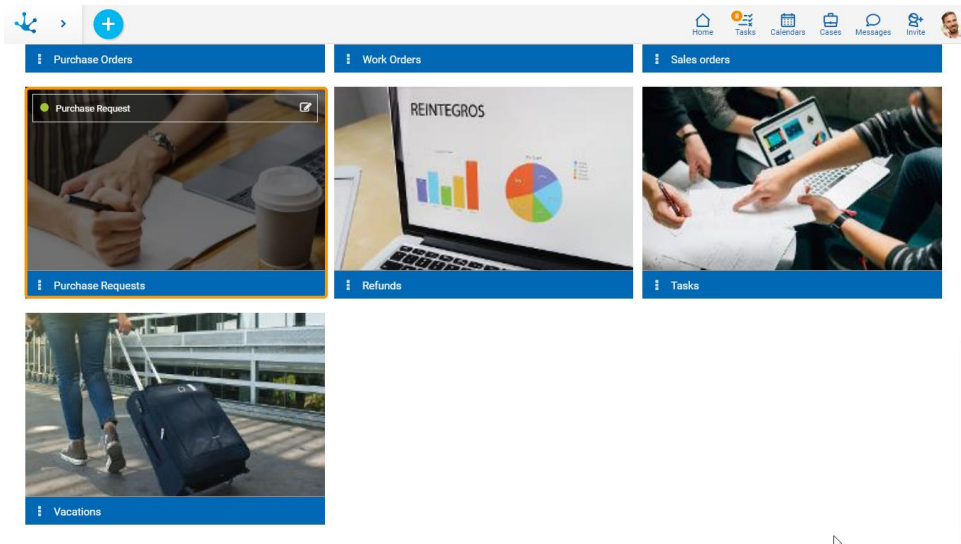 8
Home Tasks Calendars Cases Messages Invite
Purchase Orders Work Orders Sales orders
Purchase Request
REINTEGROS
Purchase Requests Refunds Tasks
Vacations